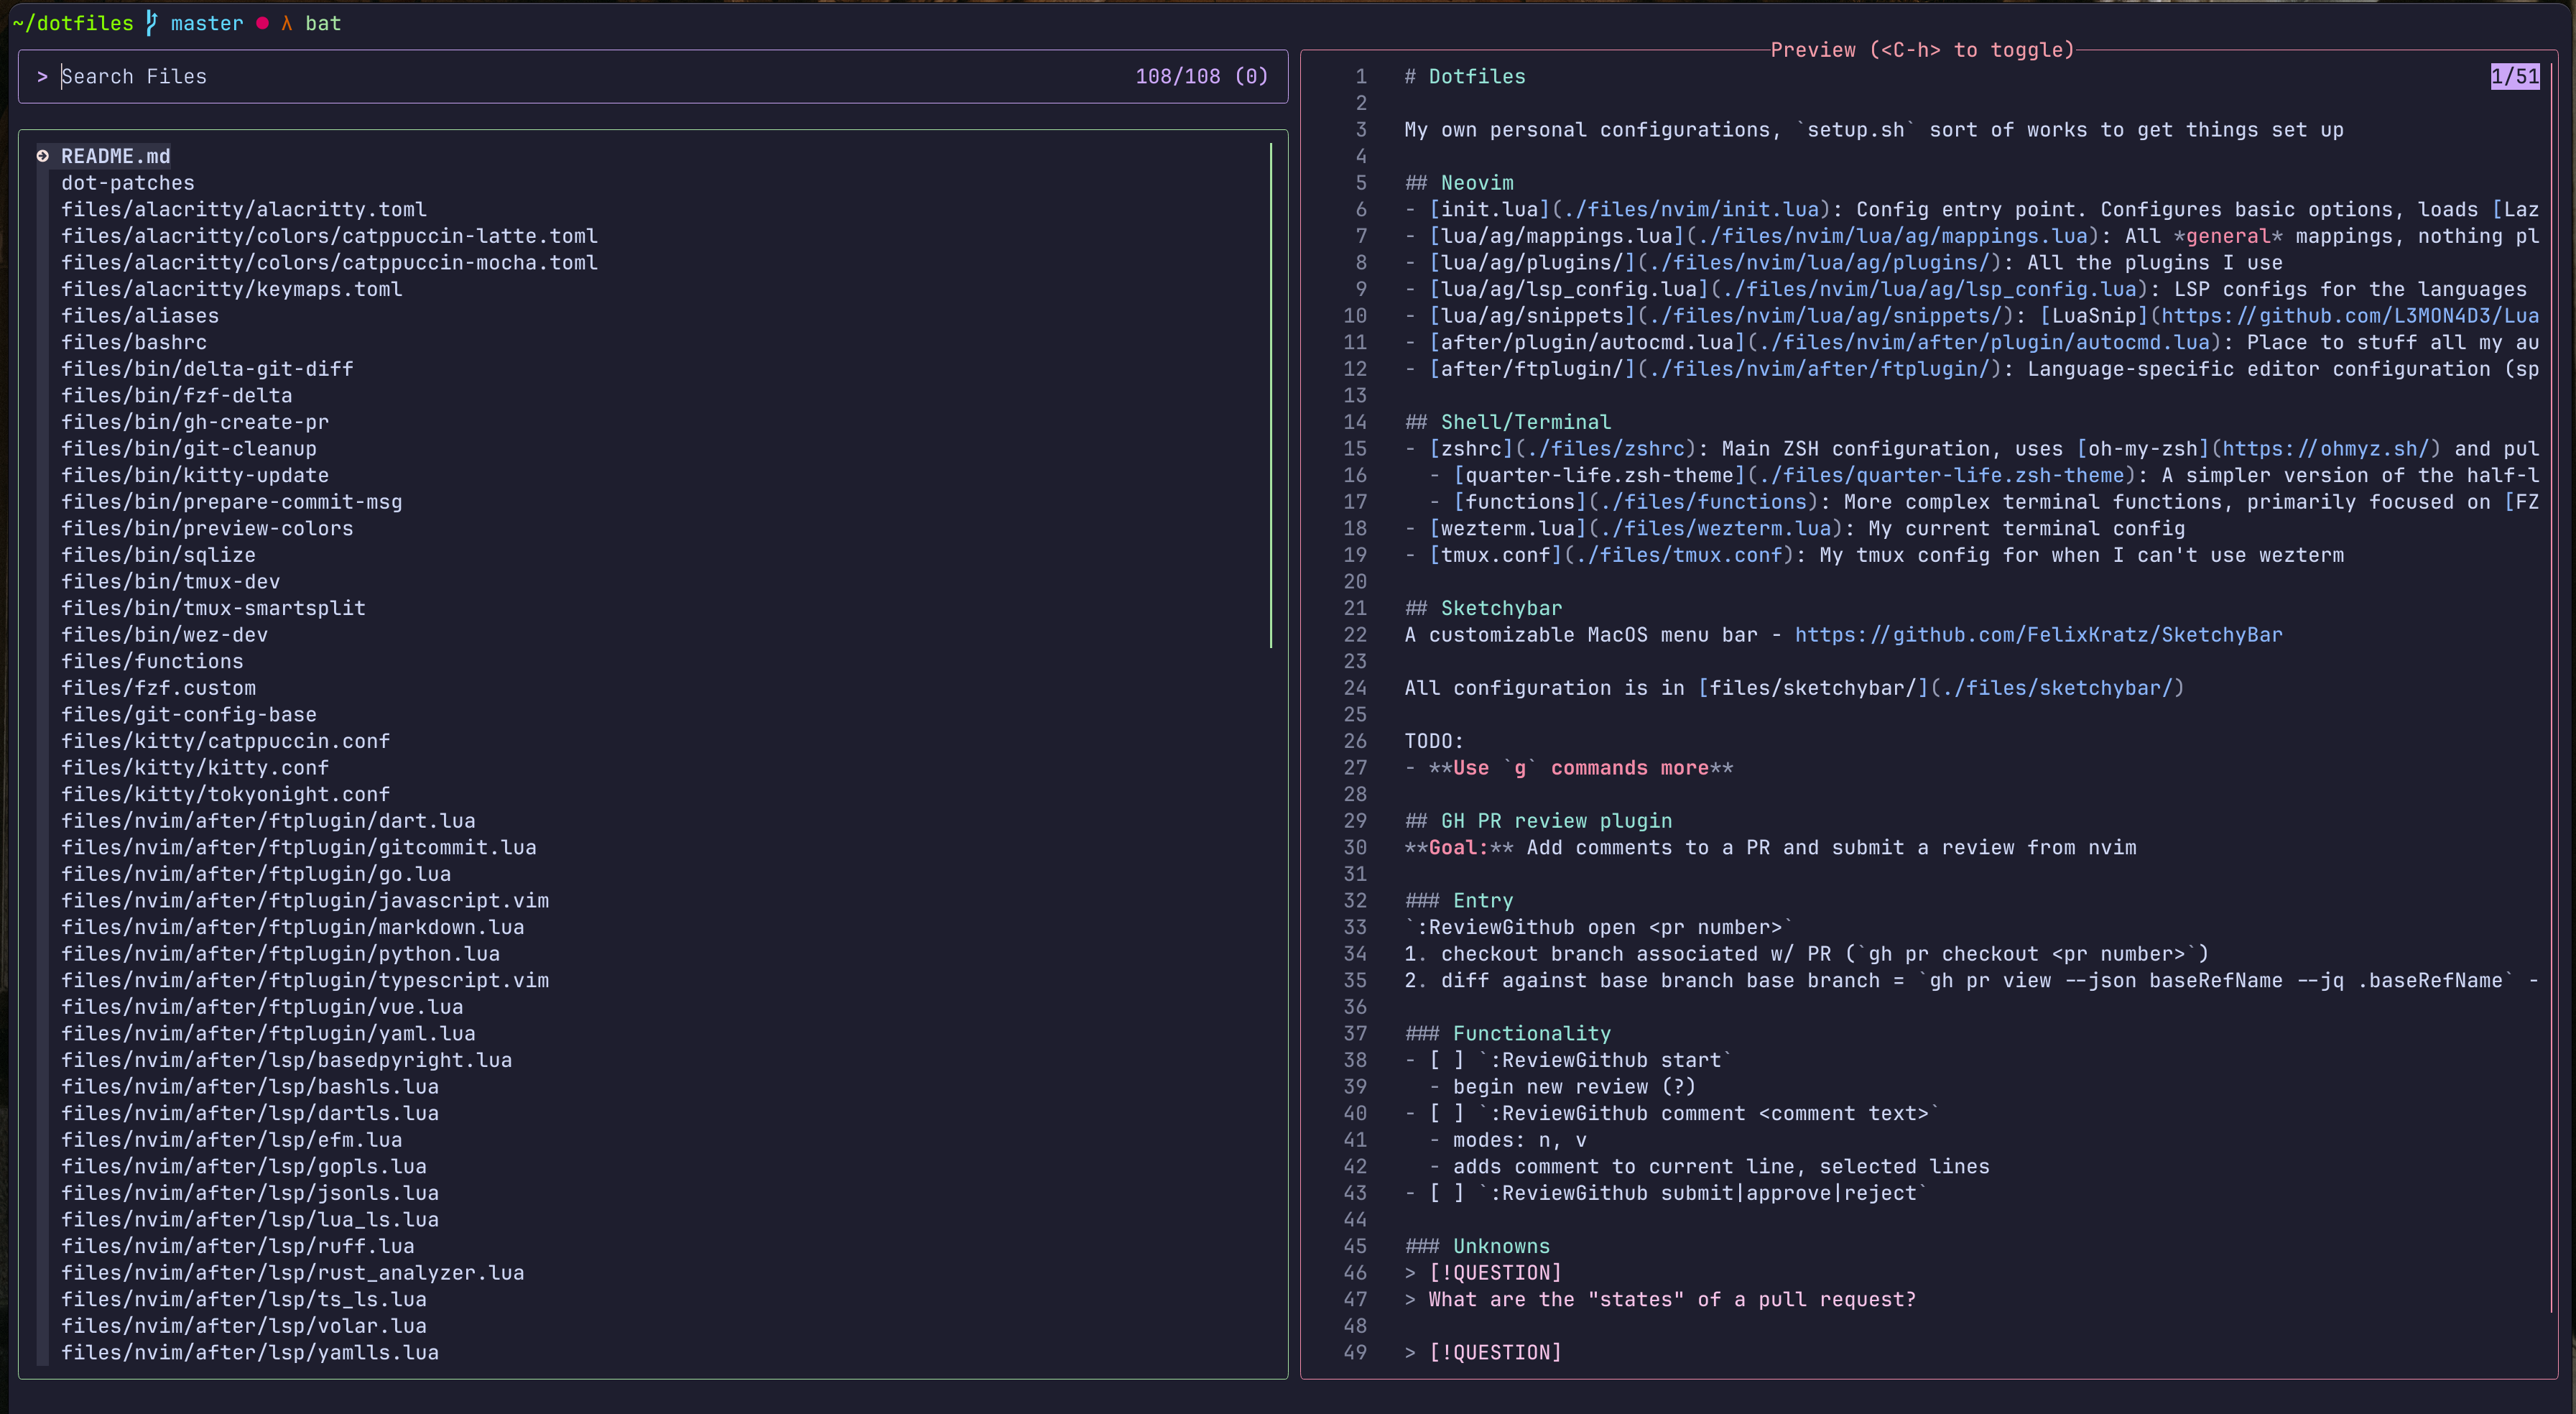 ~/dotfiles master ● λ bat
> Search Files 108/108 (0)
README.md
dot-patches
files/alacritty/alacritty.toml
files/alacritty/colors/catppuccin-latte.toml
files/alacritty/colors/catppuccin-mocha.toml
files/alacritty/keymaps.toml
files/aliases
files/bashrc
files/bin/delta-git-diff
files/bin/fzf-delta
files/bin/gh-create-pr
files/bin/git-cleanup
files/bin/kitty-update
files/bin/prepare-commit-msg
files/bin/preview-colors
files/bin/sqlize
files/bin/tmux-dev
files/bin/tmux-smartsplit
files/bin/wez-dev
files/functions
files/fzf.custom
files/git-config-base
files/kitty/catppuccin.conf
files/kitty/kitty.conf
files/kitty/tokyonight.conf
files/nvim/after/ftplugin/dart.lua
files/nvim/after/ftplugin/gitcommit.lua
files/nvim/after/ftplugin/go.lua
files/nvim/after/ftplugin/javascript.vim
files/nvim/after/ftplugin/markdown.lua
files/nvim/after/ftplugin/python.lua
files/nvim/after/ftplugin/typescript.vim
files/nvim/after/ftplugin/vue.lua
files/nvim/after/ftplugin/yaml.lua
files/nvim/after/lsp/basedpyright.lua
files/nvim/after/lsp/bashls.lua
files/nvim/after/lsp/dartls.lua
files/nvim/after/lsp/efm.lua
files/nvim/after/lsp/gopls.lua
files/nvim/after/lsp/jsonls.lua
files/nvim/after/lsp/lua_ls.lua
files/nvim/after/lsp/ruff.lua
files/nvim/after/lsp/rust_analyzer.lua
files/nvim/after/lsp/ts_ls.lua
files/nvim/after/lsp/volar.lua
files/nvim/after/lsp/yamlls.lua
Preview (<C-h> to toggle)
1 # Dotfiles 1/51
2
3 My own personal configurations, `setup.sh` sort of works to get things set up
4
5 ## Neovim
6 - [init.lua](./files/nvim/init.lua): Config entry point. Configures basic options, loads [Laz
7 - [lua/ag/mappings.lua](./files/nvim/lua/ag/mappings.lua): All *general* mappings, nothing pl
8 - [lua/ag/plugins/](./files/nvim/lua/ag/plugins/): All the plugins I use
9 - [lua/ag/lsp_config.lua](./files/nvim/lua/ag/lsp_config.lua): LSP configs for the languages
10 - [lua/ag/snippets](./files/nvim/lua/ag/snippets/): [LuaSnip](https://github.com/L3MON4D3/Lua
11 - [after/plugin/autocmd.lua](./files/nvim/after/plugin/autocmd.lua): Place to stuff all my au
12 - [after/ftplugin/](./files/nvim/after/ftplugin/): Language-specific editor configuration (sp
13
14 ## Shell/Terminal
15 - [zshrc](./files/zshrc): Main ZSH configuration, uses [oh-my-zsh](https://ohmyz.sh/) and pul
16 - [quarter-life.zsh-theme](./files/quarter-life.zsh-theme): A simpler version of the half-l
17 - [functions](./files/functions): More complex terminal functions, primarily focused on [FZ
18 - [wezterm.lua](./files/wezterm.lua): My current terminal config
19 - [tmux.conf](./files/tmux.conf): My tmux config for when I can't use wezterm
20
21 ## Sketchybar
22 A customizable MacOS menu bar - https://github.com/FelixKratz/SketchyBar
23
24 All configuration is in [files/sketchybar/](./files/sketchybar/)
25
26 TODO:
27 - **Use `g` commands more**
28
29 ## GH PR review plugin
30 **Goal:** Add comments to a PR and submit a review from nvim
31
32 ### Entry
33 `:ReviewGithub open <pr number>`
34 1. checkout branch associated w/ PR (`gh pr checkout <pr number>`)
35 2. diff against base branch base branch = `gh pr view --json baseRefName --jq .baseRefName` -
36
37 ### Functionality
38 - [ ] `:ReviewGithub start`
39 - begin new review (?)
40 - [ ] `:ReviewGithub comment <comment text>`
41 - modes: n, v
42 - adds comment to current line, selected lines
43 - [ ] `:ReviewGithub submit|approve|reject`
44
45 ### Unknowns
46 > [!QUESTION]
47 > What are the "states" of a pull request?
48
49 > [!QUESTION]